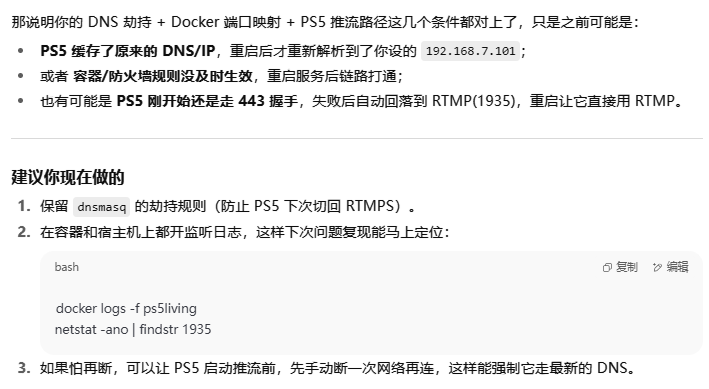 那说明你的 DNS 劫持 + Docker 端口映射 + PS5 推流路径这几个条件都对上了，只是之前可能是：
• PS5 缓存了原来的 DNS/IP，重启后才重新解析到了你设的 192.168.7.101；
• 或者 容器/防火墙规则没及时生效，重启服务后链路打通；
• 也有可能是 PS5 刚开始还是走 443 握手，失败后自动回落到 RTMP(1935)，重启让它直接用 RTMP。
建议你现在做的
1. 保留 dnsmasq 的劫持规则（防止 PS5 下次切回 RTMPS）。
2. 在容器和宿主机上都开监听日志，这样下次问题复现能马上定位：
bash 复制 编辑
docker logs -f ps5living
netstat -ano | findstr 1935
3. 如果怕再断，可以让 PS5 启动推流前，先手动断一次网络再连，这样能强制它走最新的 DNS。